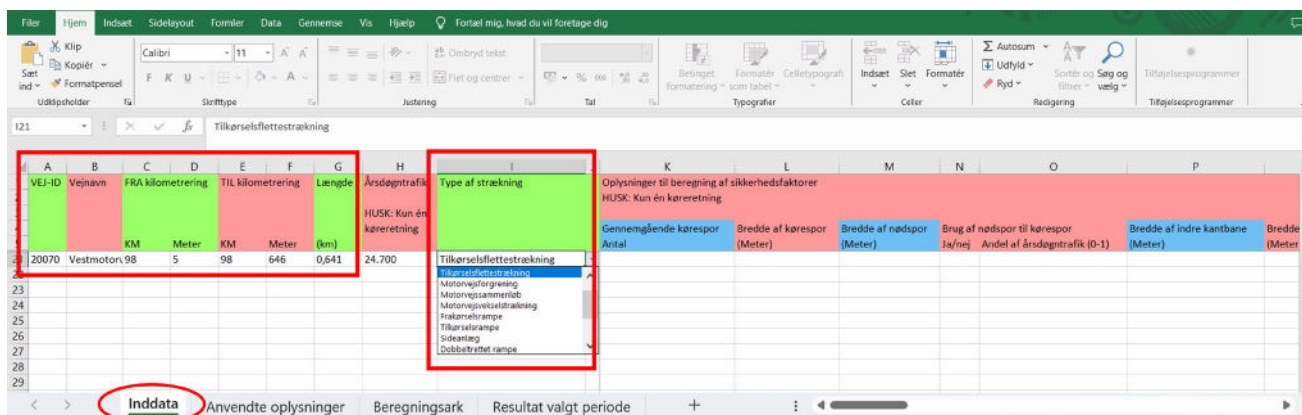 Filer Hjem Indsæt Sidelayout Formler Data Gennemse Vis Hjælp Fortæl mig, hvad du vil foretage dig
Sæt ind
Klip
Kopiér
Formatpensel
Udklipsholder
Calibri 11 A A
F K U A
Skrifttype
Ombryd tekst
Flet og centrer
Justering
% 000
Tal
Betinget formatering
Formatér som tabel
Celletypografi
Typografier
Indsæt Slet Formatér
Celler
Autosum
Udfyld
Ryd
Sortér og filtrer
Søg og vælg
Redigering
Tilføjelsesprogrammer
Tilføjelsesprogrammer
I21 fx Tilkørselsflettestrækning
A B C D E F G H I K L M N O P
VEJ-ID Vejnavn FRA kilometrering TIL kilometrering Længde Årsdøgntrafik Type af strækning Oplysninger til beregning af sikkerhedsfaktorer
HUSK: Kun én køreretning
HUSK: Kun én
køreretning
Gennemgående kørespor Bredde af kørespor Bredde af nødspor Brug af nødspor til kørespor Bredde af indre kantbane Bredde
KM Meter KM Meter (km) Antal (Meter) (Meter) Ja/nej Andel af årsdøgntrafik (0-1) (Meter) (Meter
20070 Vestmotorv 98 5 98 646 0,641 24.700 Tilkørselsflettestrækning
Tilkørselsflettestrækning
Motorvejsforgrening
Motorvejssammenløb
Motorvejsvekselstrækning
Frakørselsrampe
Tilkørselsrampe
Sideanlæg
Dobbeltrettet rampe
23
24
25
26
27
28
29
Inddata Anvendte oplysninger Beregningsark Resultat valgt periode